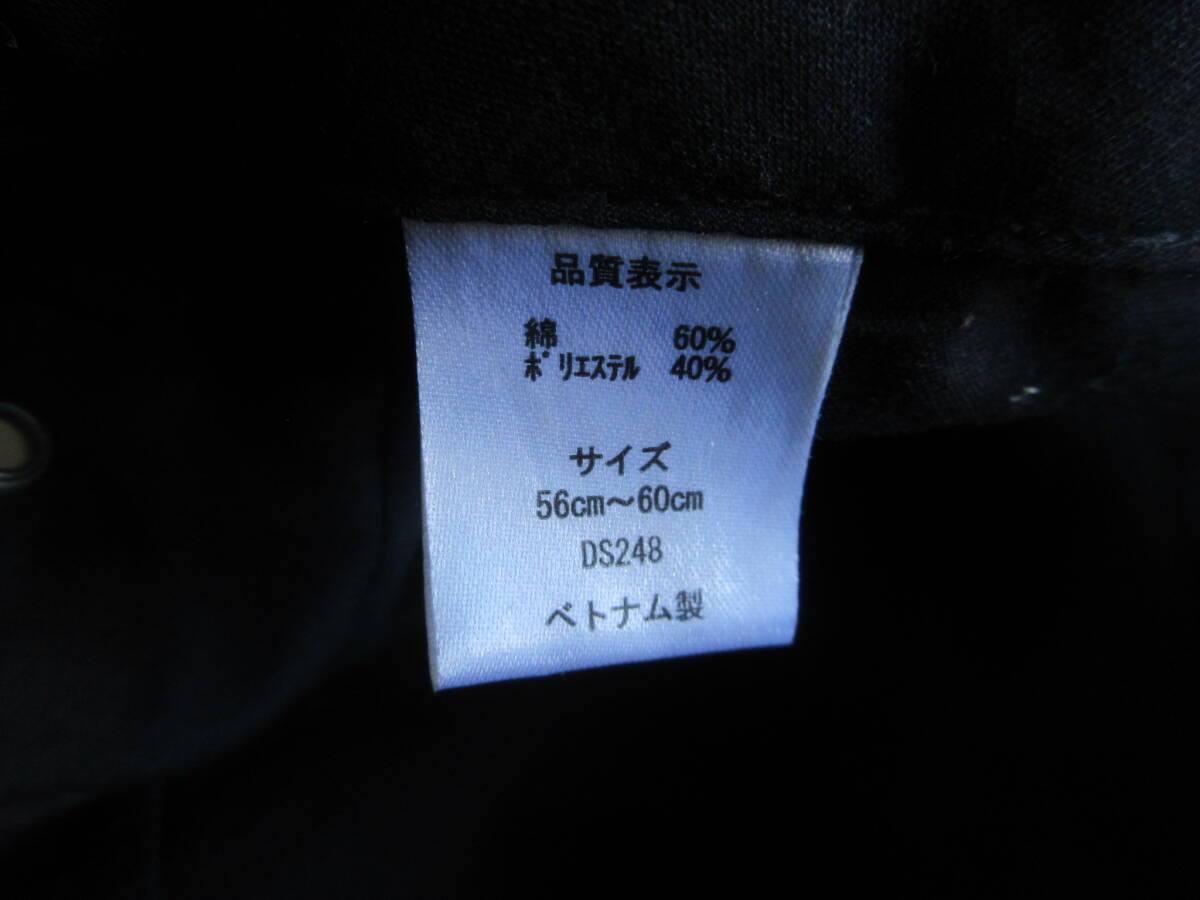 品質表示
綿 60%
ﾎﾟﾘｴｽﾃﾙ 40%
サイズ
56cm～60cm
DS248
ベトナム製